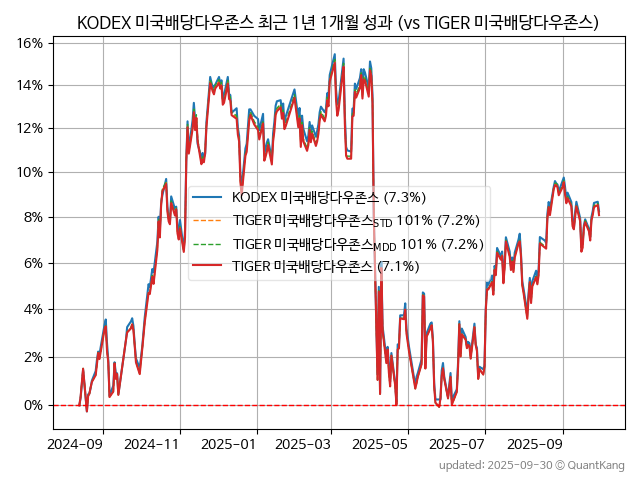 KODEX 미국배당다우존스 최근 1년 1개월 성과 (vs TIGER 미국배당다우존스)
16%
14%
12%
10%
8%
6%
4%
2%
0%
KODEX 미국배당다우존스 (7.3%)
TIGER 미국배당다우존스STD 101% (7.2%)
TIGER 미국배당다우존스MDD 101% (7.2%)
TIGER 미국배당다우존스 (7.1%)
2024-09 2024-11 2025-01 2025-03 2025-05 2025-07 2025-09
updated: 2025-09-30 © QuantKang